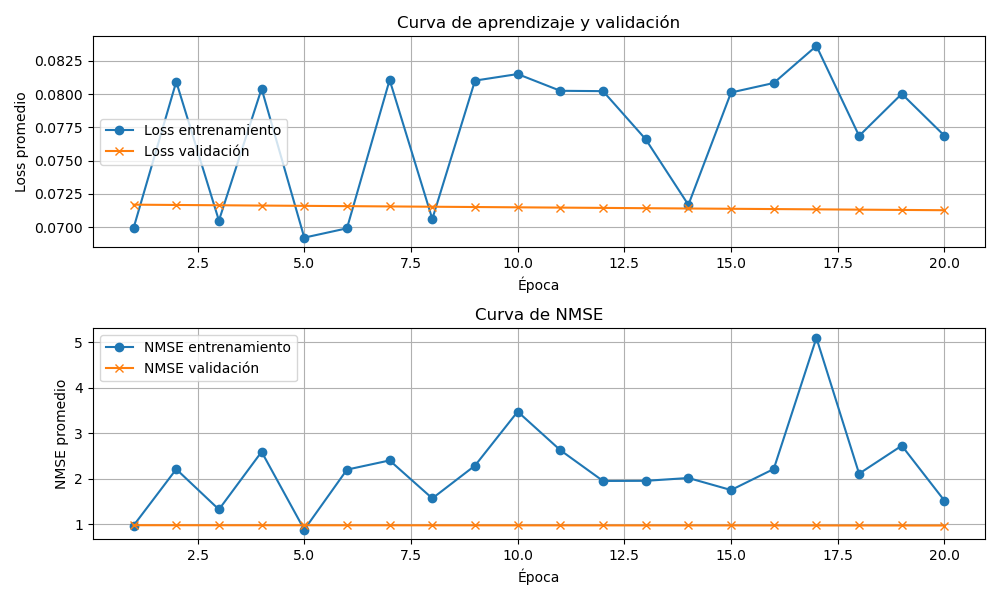 Curva de aprendizaje y validación
Loss promedio
0.0825
0.0800
0.0775
0.0750
0.0725
0.0700
Loss entrenamiento
Loss validación
2.5 5.0 7.5 10.0 12.5 15.0 17.5 20.0
Época
Curva de NMSE
NMSE promedio
5
4
3
2
1
NMSE entrenamiento
NMSE validación
2.5 5.0 7.5 10.0 12.5 15.0 17.5 20.0
Época